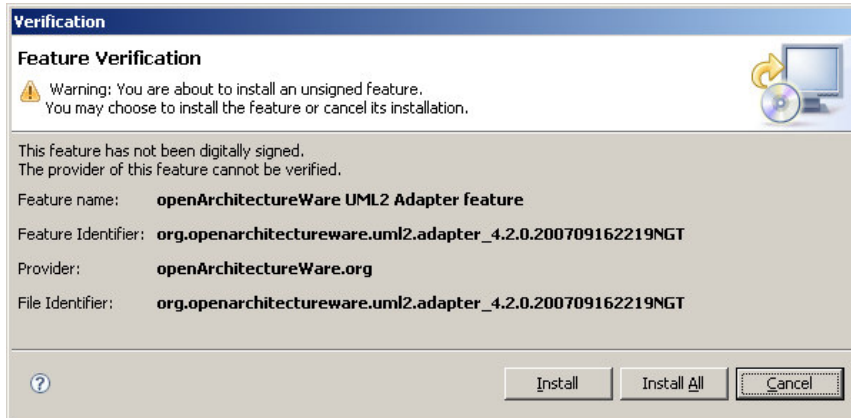 Verification
Feature Verification
Warning: You are about to install an unsigned feature.
You may choose to install the feature or cancel its installation.
This feature has not been digitally signed.
The provider of this feature cannot be verified.
Feature name: openArchitectureWare UML2 Adapter feature
Feature Identifier: org.openarchitectureware.uml2.adapter_4.2.0.200709162219NGT
Provider: openArchitectureWare.org
File Identifier: org.openarchitectureware.uml2.adapter_4.2.0.200709162219NGT
? Install Install All Cancel